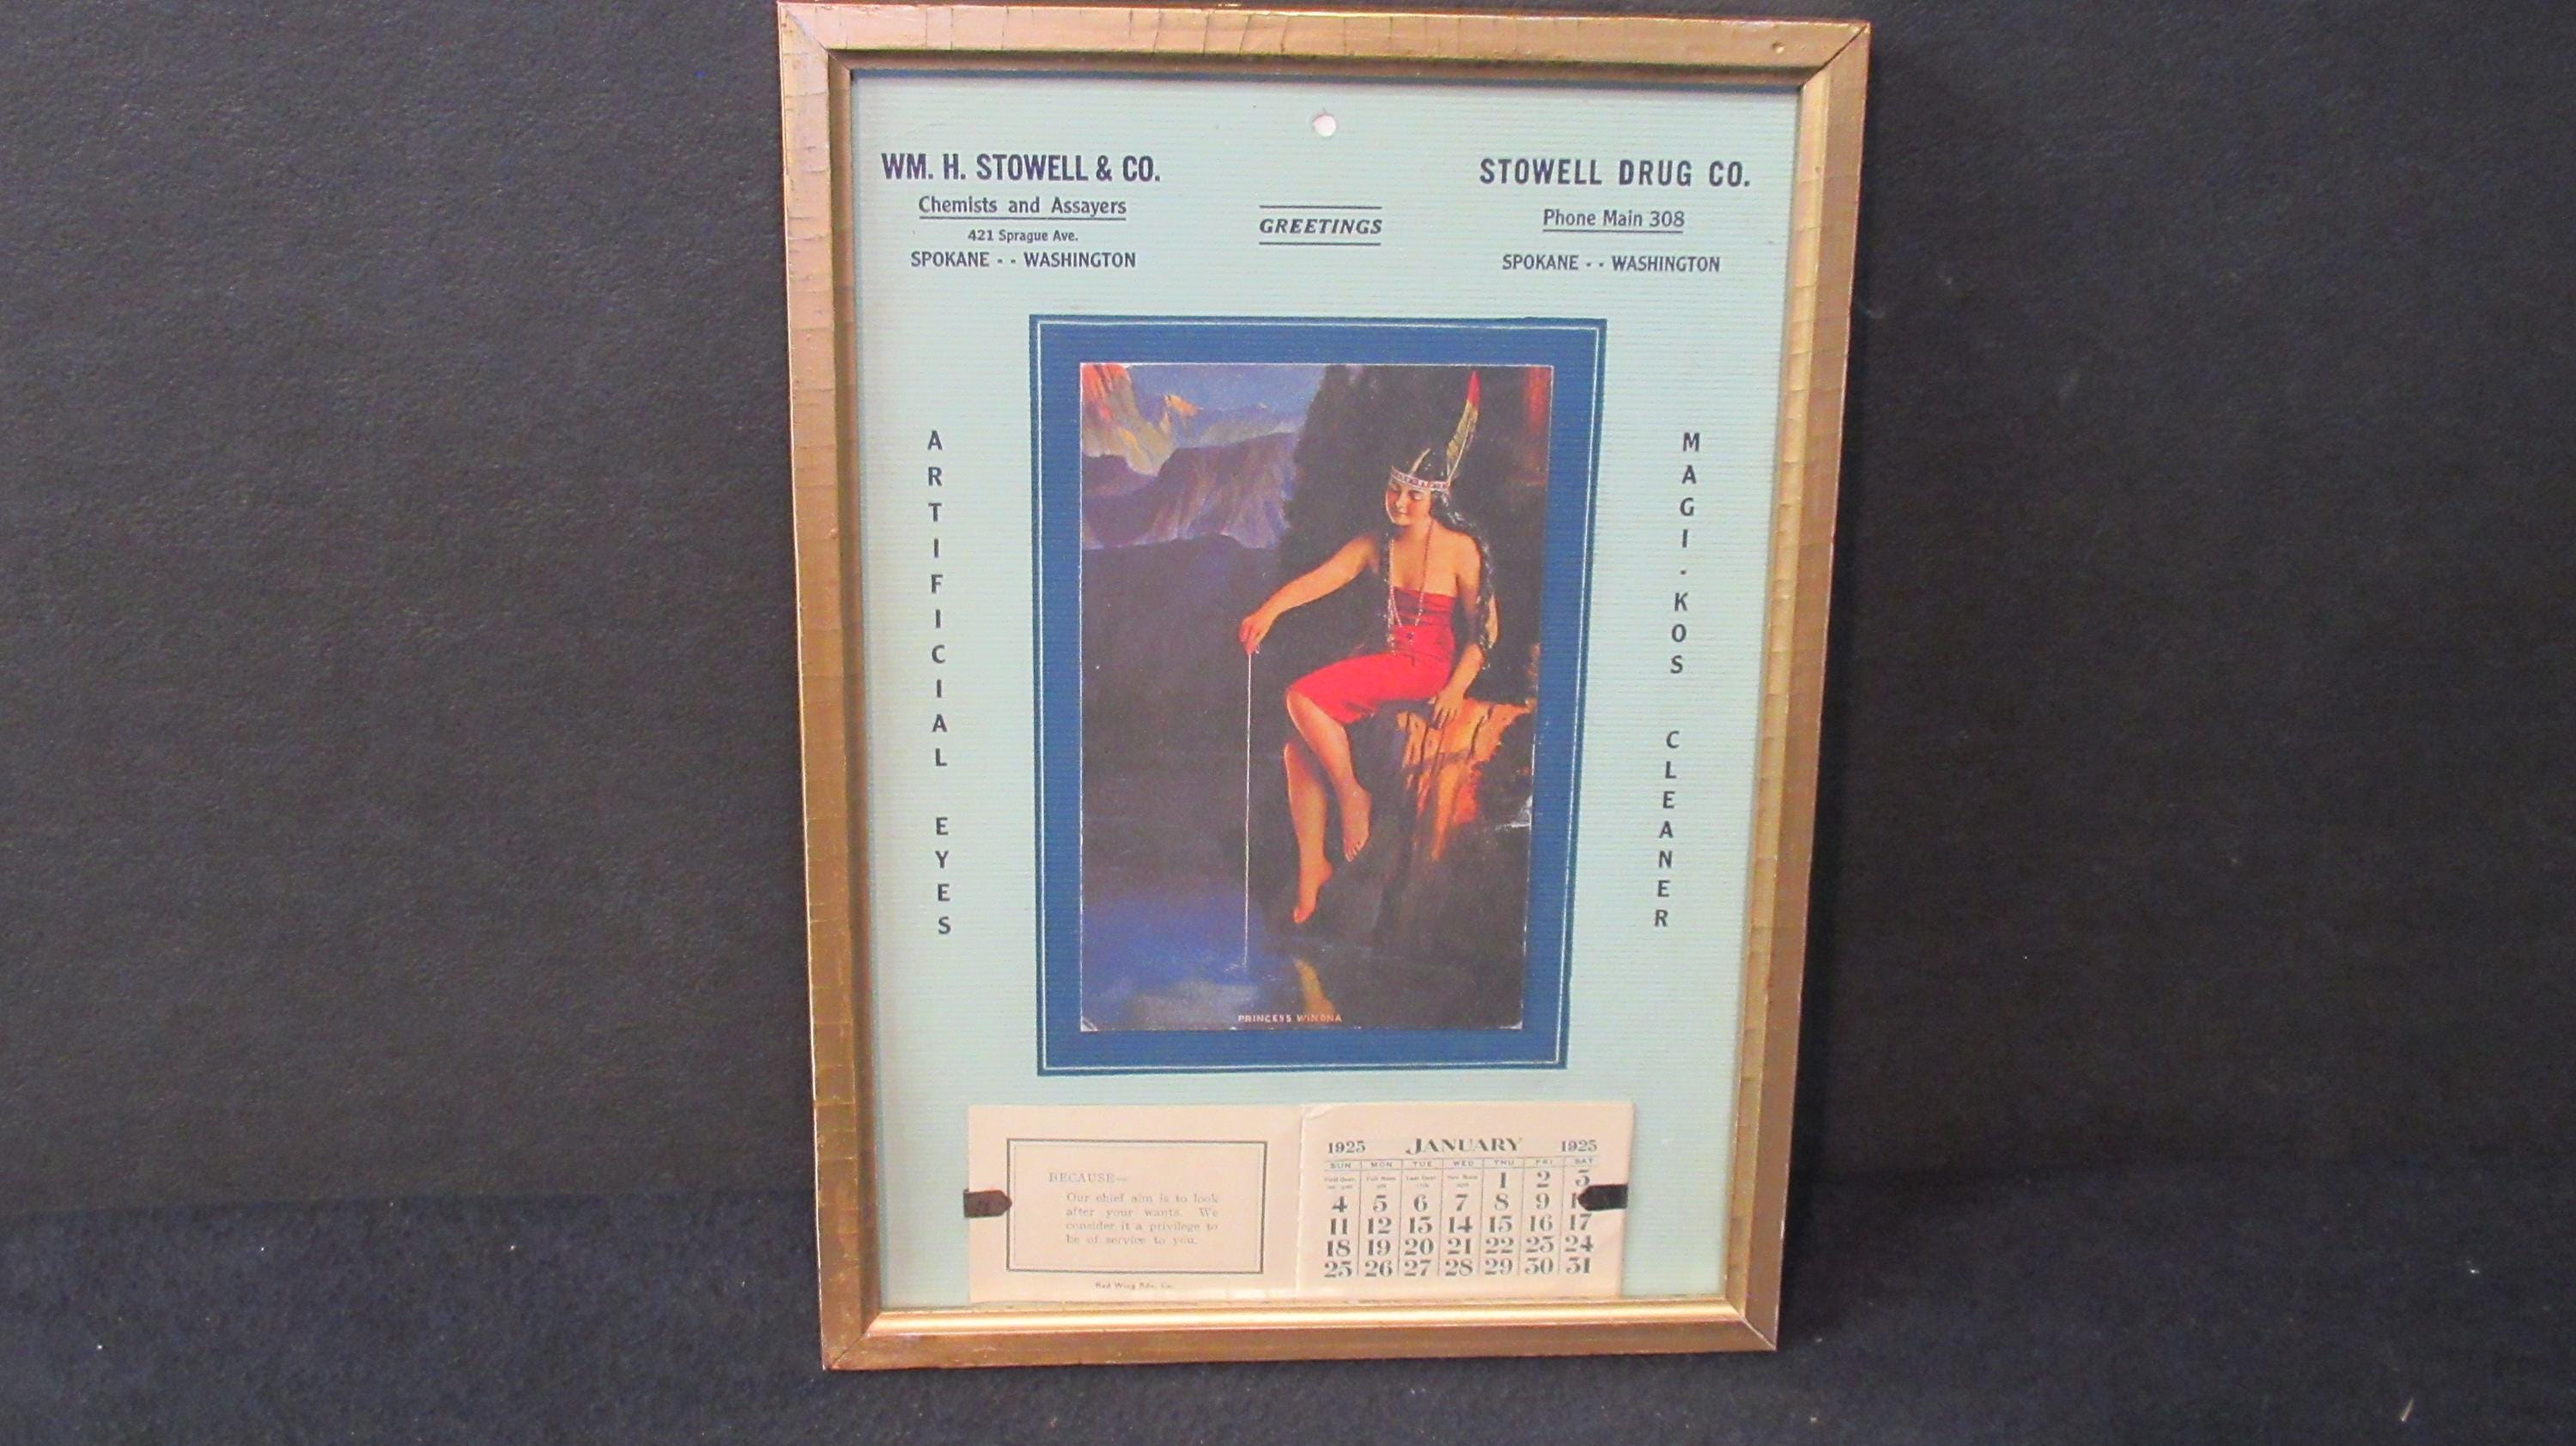 WM. H. STOWELL & CO.
Chemists and Assayers
421 Sprague Ave.
SPOKANE - - WASHINGTON
GREETINGS
STOWELL DRUG CO.
Phone Main 308
SPOKANE - - WASHINGTON
ARTIFICIAL EYES
MAGI-KOS CLEANER
PRINCESS WINONA
BECAUSE—
Our chief aim is to look
after your wants. We
consider it a privilege to
be of service to you.
Red Wing Adv. Co.
1925 JANUARY 1925
SUN MON TUE WED THU FRI SAT
1 2 3
4 5 6 7 8 9
11 12 13 14 15 16 17
18 19 20 21 22 23 24
25 26 27 28 29 30 31